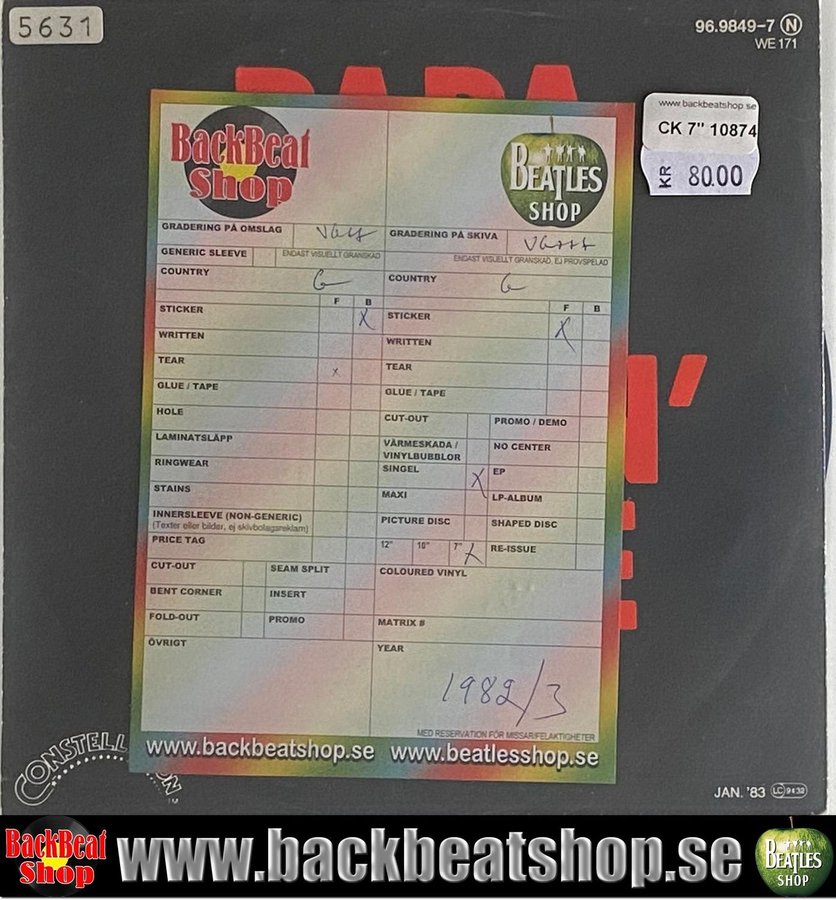 5631
96.9849-7 N
WE 171
PAPA
www.backbeatshop.se
CK 7" 10874
KR 80.00
BackBeat
Shop
BEATLES
SHOP
GRADERING PÅ OMSLAG VG++
GRADERING PÅ SKIVA VG+++
GENERIC SLEEVE
ENDAST VISUELLT GRANSKAD
ENDAST VISUELLT GRANSKAD, EJ PROVSPELAD
COUNTRY G
COUNTRY G
F B
F B
STICKER X
STICKER X
WRITTEN
WRITTEN
TEAR x
TEAR
GLUE / TAPE
GLUE / TAPE
HOLE
CUT-OUT
PROMO / DEMO
LAMINATSLÄPP
VÄRMESKADA /
VINYLBUBBLOR
NO CENTER
RINGWEAR
SINGEL X
EP
STAINS
MAXI
LP-ALBUM
INNERSLEEVE (NON-GENERIC)
(Texter eller bilder, ej skivbolagsreklam)
PICTURE DISC
SHAPED DISC
PRICE TAG
12" 10" 7" X
RE-ISSUE
CUT-OUT
SEAM SPLIT
COLOURED VINYL
BENT CORNER
INSERT
FOLD-OUT
PROMO
MATRIX #
ÖVRIGT
YEAR
1982/3
MED RESERVATION FÖR MISSAR/FELAKTIGHETER
www.backbeatshop.se www.beatlesshop.se
CONSTELL
ON
TM
JAN. '83 LC 9432
BackBeat
Shop
www.backbeatshop.se
BEATLES
SHOP